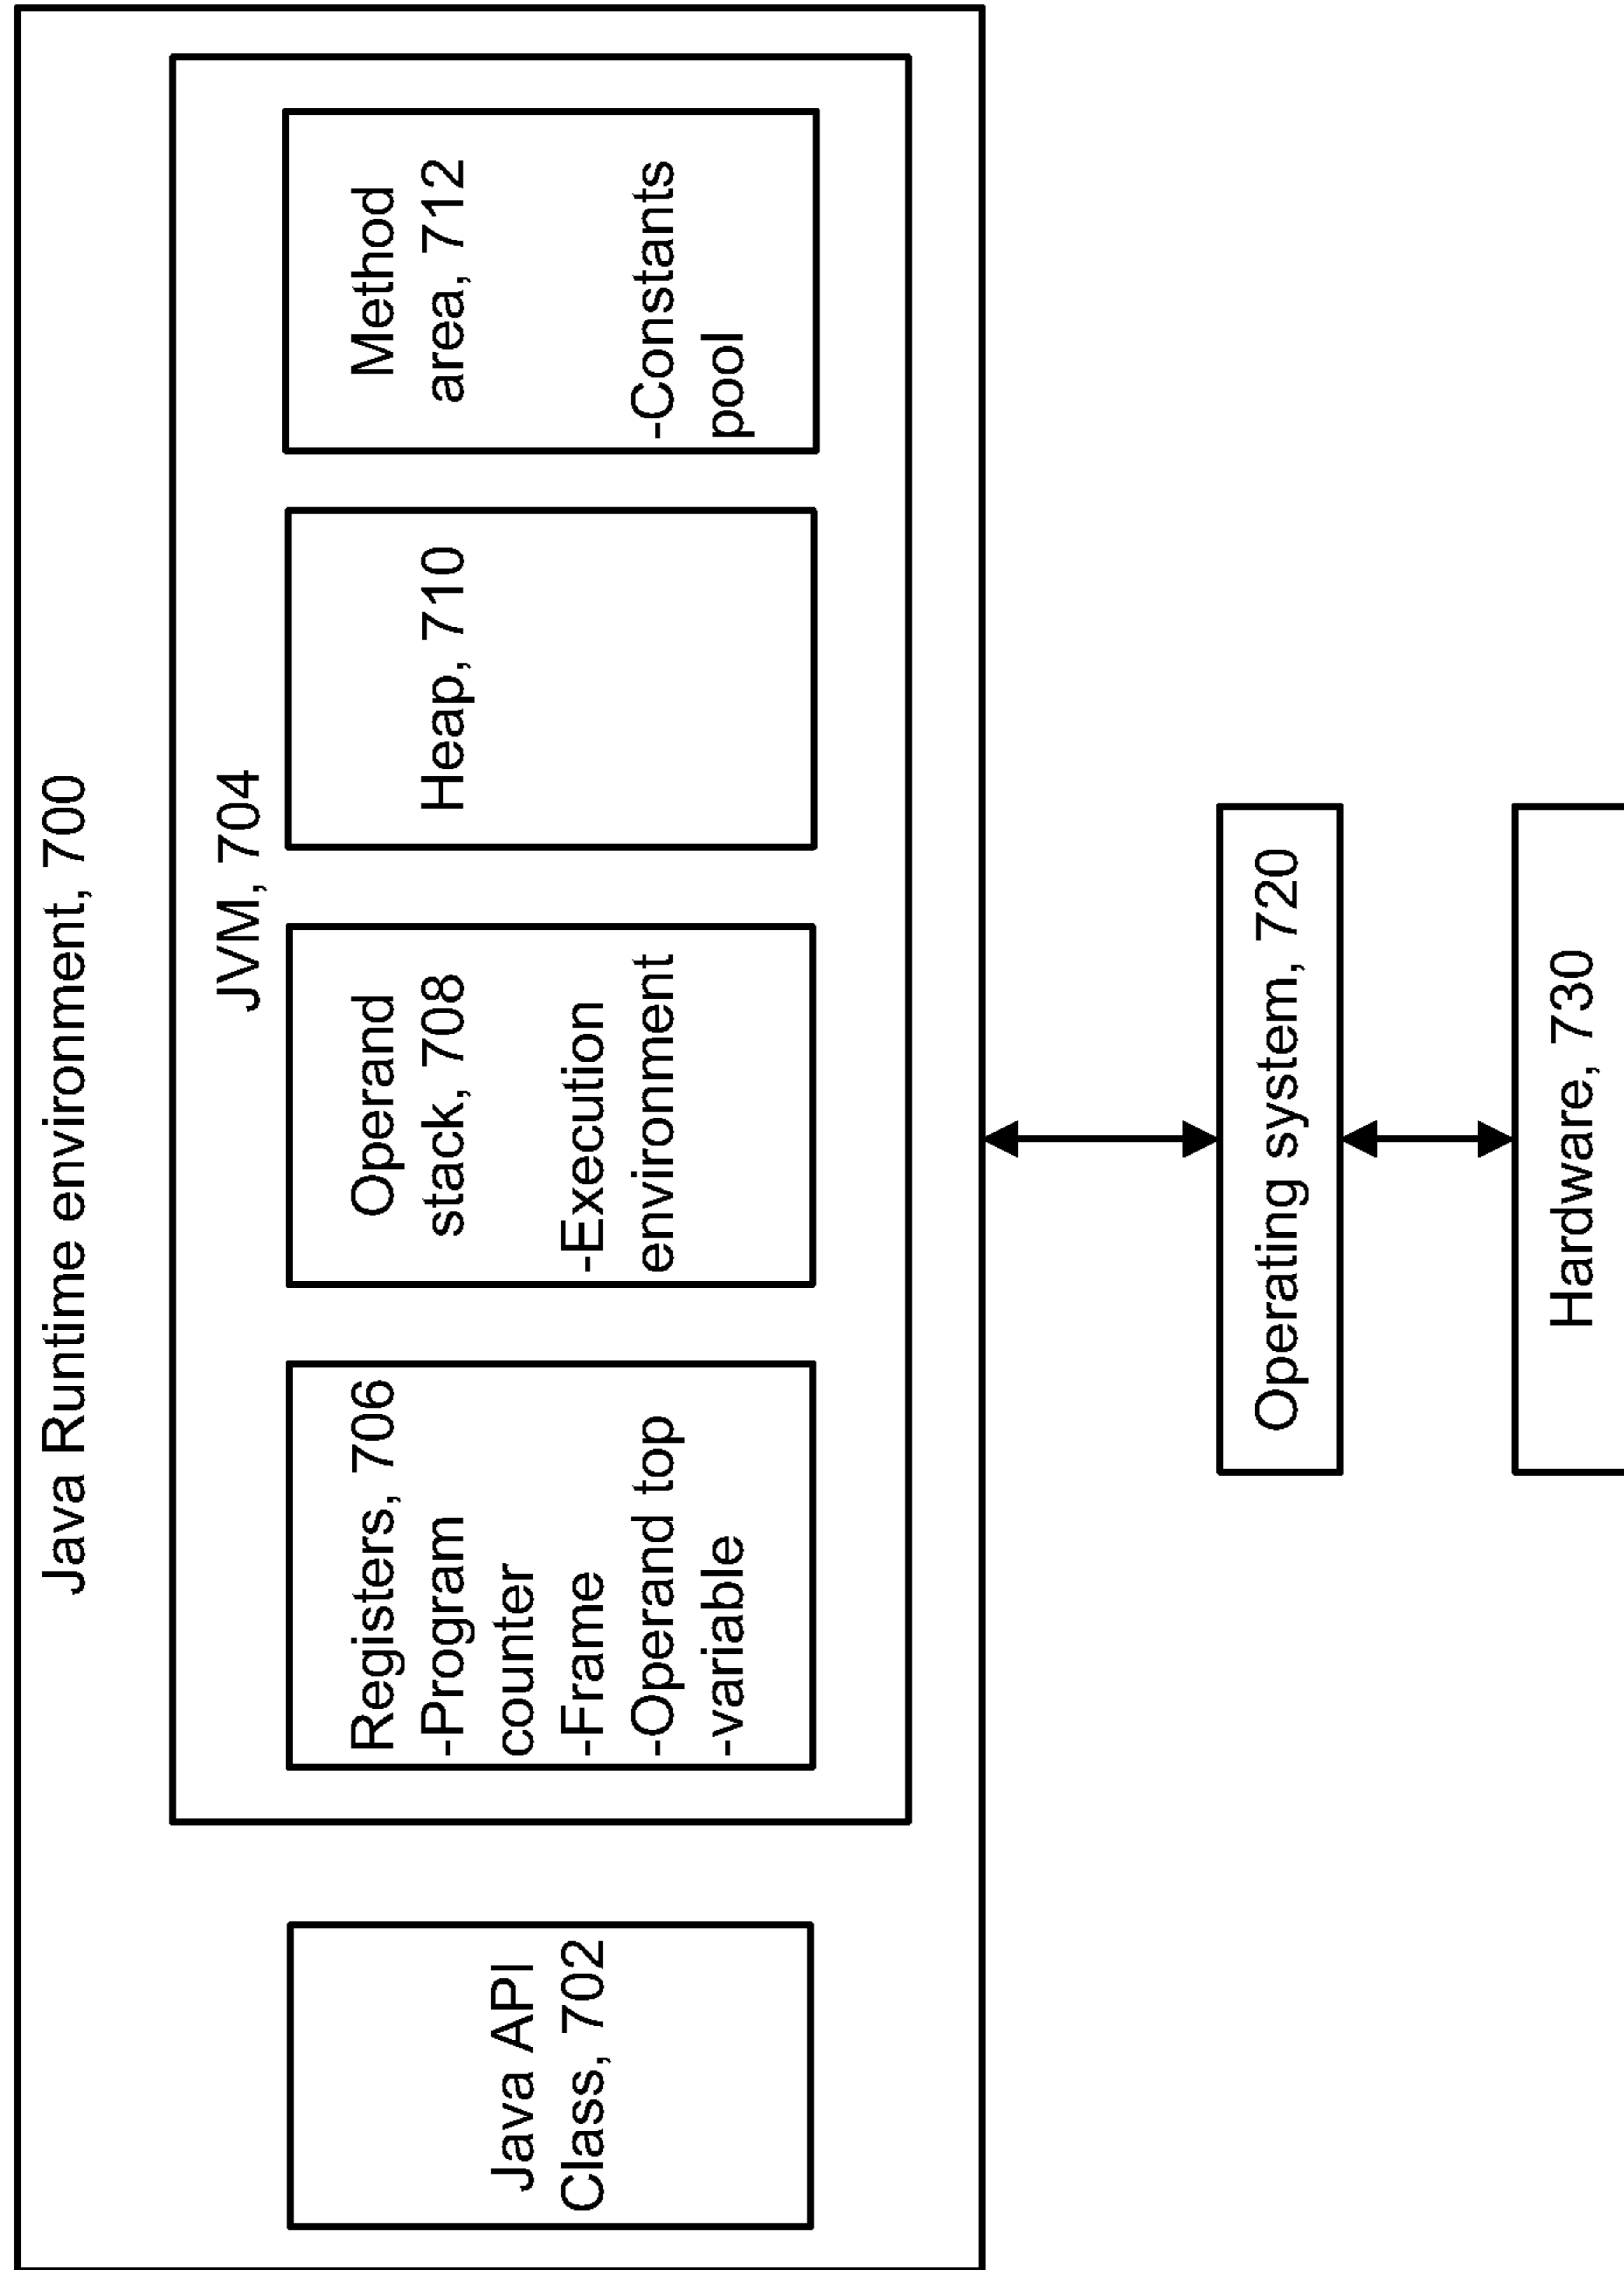 Java Runtime environment, 700
Java API
Class, 702
JVM, 704
Registers, 706
-Program
counter
-Frame
-Operand top
-variable
Operand
stack, 708
-Execution
environment
Heap, 710
Method
area, 712
-Constants
pool
Operating system, 720
Hardware, 730